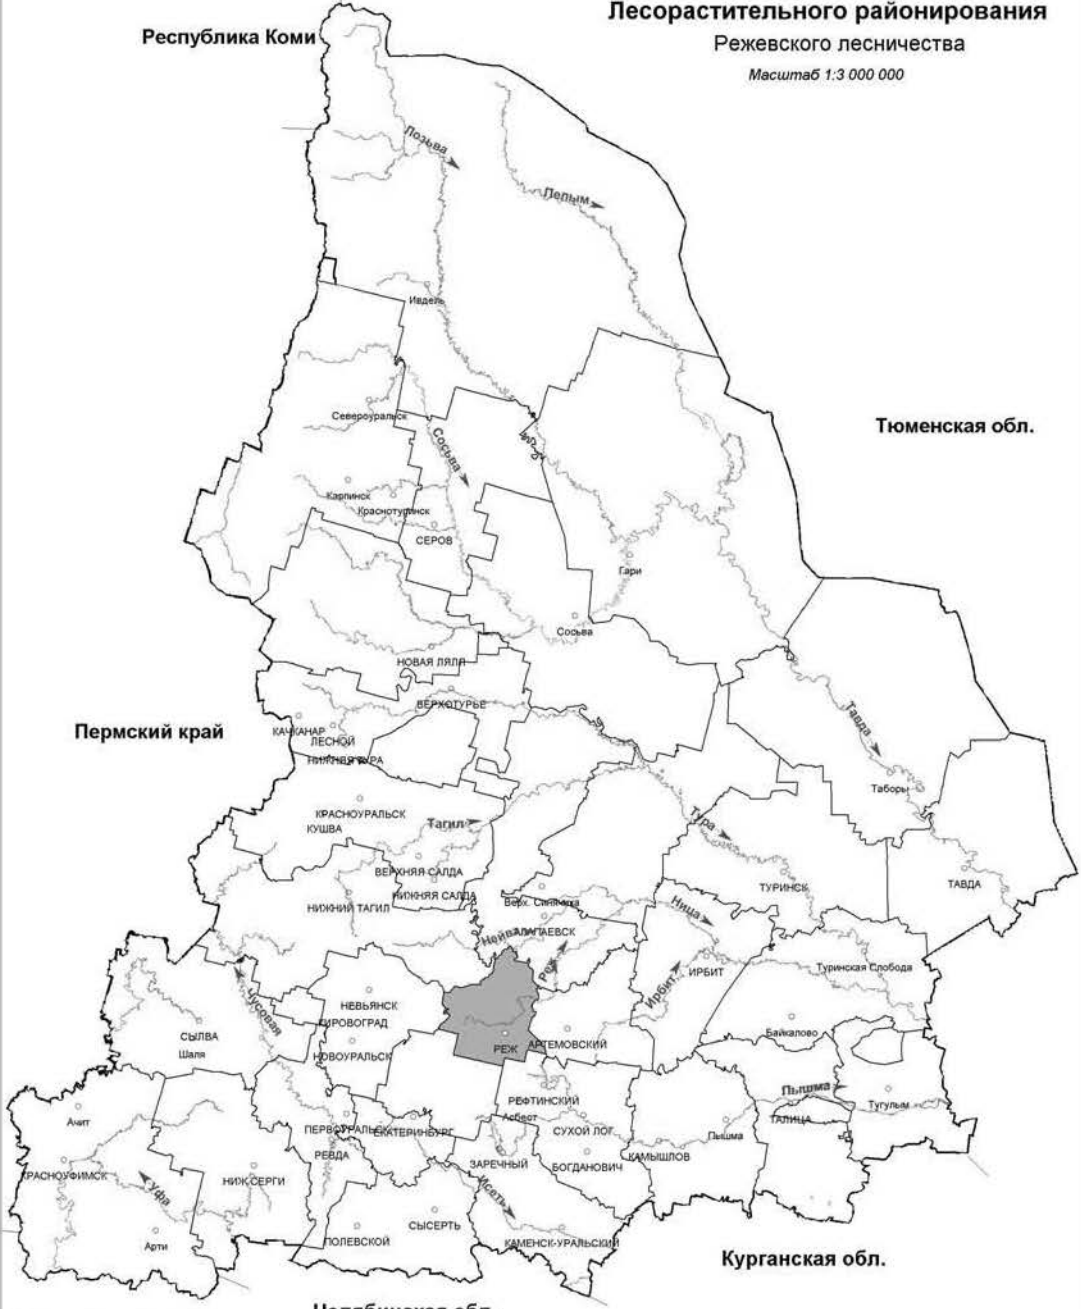 Лесорастительного районирования
Режевского лесничества
Масштаб 1:3 000 000
Республика Коми
Лозьва
Пелым
Ивдель
Североуральск
Тюменская обл.
Сосьва
Карпинск
Краснотурьинск
СЕРОВ
Гари
Сосьва
НОВАЯ ЛЯЛЯ
ВЕРХОТУРЬЕ
Пермский край
КАЧКАНАР
ЛЕСНОЙ
НИЖНЯЯ ТУРА
Тавда
Таборы
КРАСНОУРАЛЬСК
Тагил
КУШВА
Тура
ВЕРХНЯЯ САЛДА
НИЖНЯЯ САЛДА
ТУРИНСК
ТАВДА
НИЖНИЙ ТАГИЛ
Верх. Синячиха
Ница
Нейва
АЛАПАЕВСК
Реж
ИРБИТ
Туринская Слобода
Ирбит
НЕВЬЯНСК
КИРОВОГРАД
Чусовая
СЫЛВА
Шаля
НОВОУРАЛЬСК
РЕЖ
АРТЕМОВСКИЙ
Байкалово
Пышма
Тугулым
РЕФТИНСКИЙ
Асбест
Ачит
ПЕРВОУРАЛЬСК
ЕКАТЕРИНБУРГ
СУХОЙ ЛОГ
ТАЛИЦА
Пышма
РЕВДА
ЗАРЕЧНЫЙ
БОГДАНОВИЧ
КАМЫШЛОВ
КРАСНОУФИМСК
Уфа
НИЖ.СЕРГИ
Исеть
СЫСЕРТЬ
Арти
ПОЛЕВСКОЙ
КАМЕНСК-УРАЛЬСКИЙ
Курганская обл.
Челябинская обл.